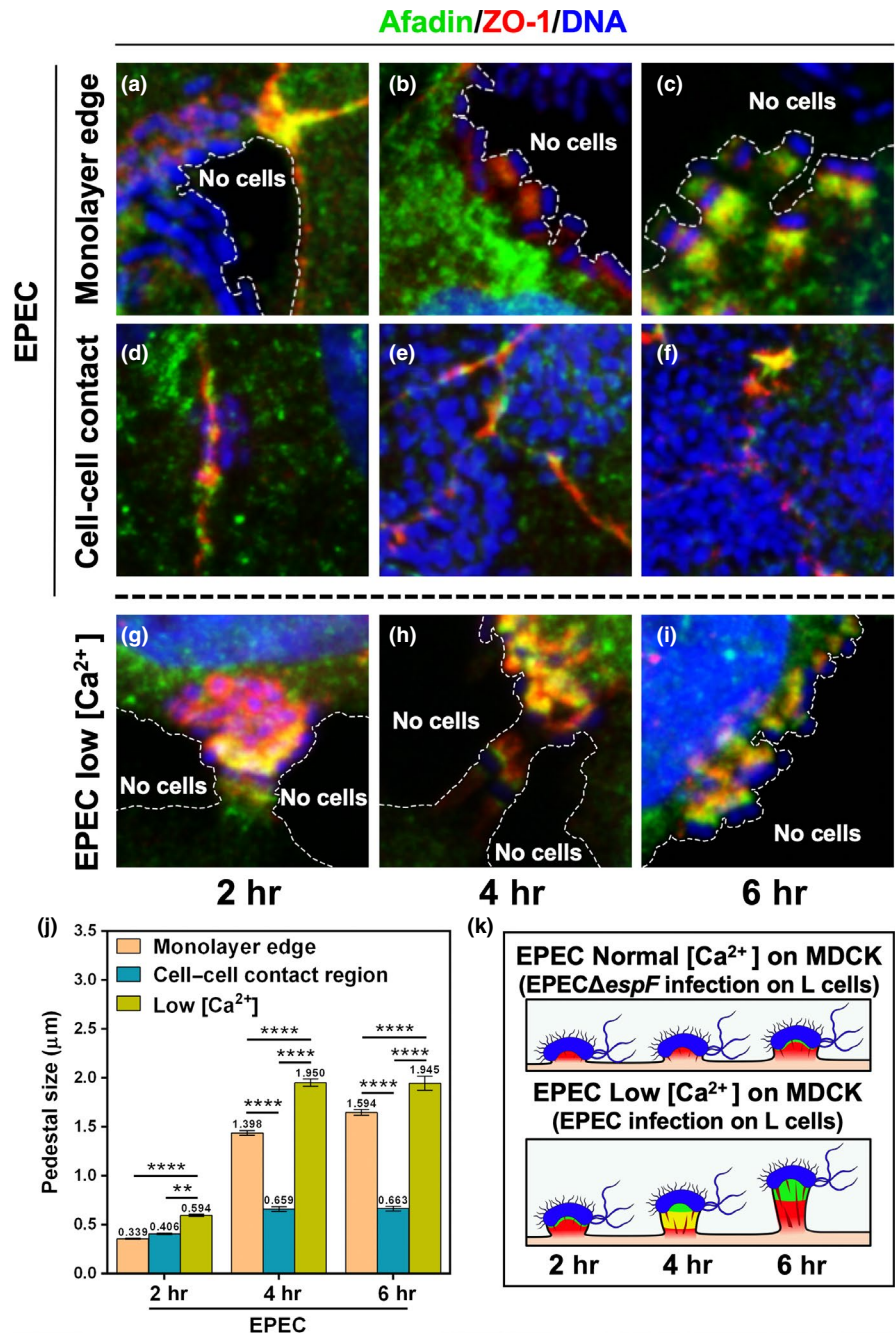 Afadin/ZO-1/DNA
EPEC
Monolayer edge
(a)
No cells
(b)
No cells
(c)
No cells
Cell-cell contact
(d)
(e)
(f)
EPEC low [Ca²⁺]
(g)
No cells
No cells
(h)
No cells
No cells
(i)
No cells
2 hr
4 hr
6 hr
(j)
Pedestal size (μm)
3.5
3.0
2.5
2.0
1.5
1.0
0.5
0.0
Monolayer edge
Cell–cell contact region
Low [Ca²⁺]
****
**
0.339
0.406
0.594
****
****
****
1.398
0.659
1.950
****
****
****
1.594
0.663
1.945
2 hr
4 hr
6 hr
EPEC
(k)
EPEC Normal [Ca²⁺] on MDCK
(EPECΔespF infection on L cells)
EPEC Low [Ca²⁺] on MDCK
(EPEC infection on L cells)
2 hr
4 hr
6 hr